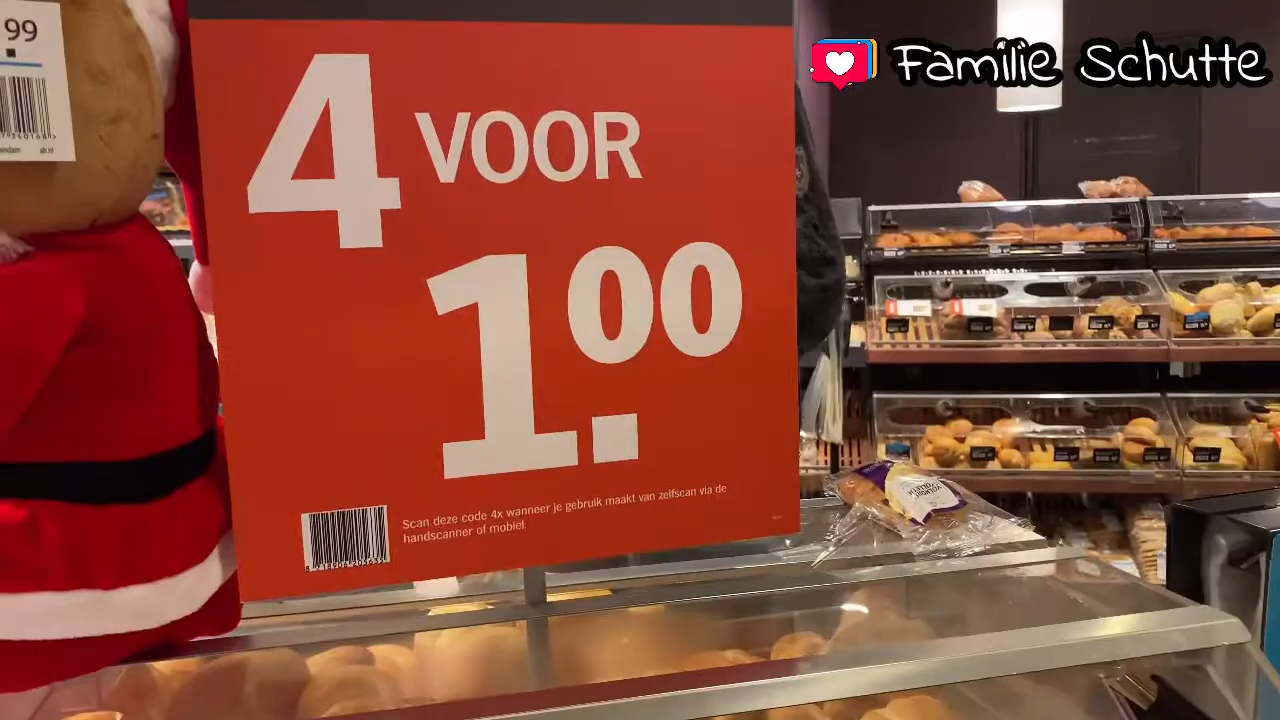 99
Familie Schutte
4 VOOR
1.00
Scan deze code 4x wanneer je gebruik maakt van zelfscan via de
handscanner of mobiel.